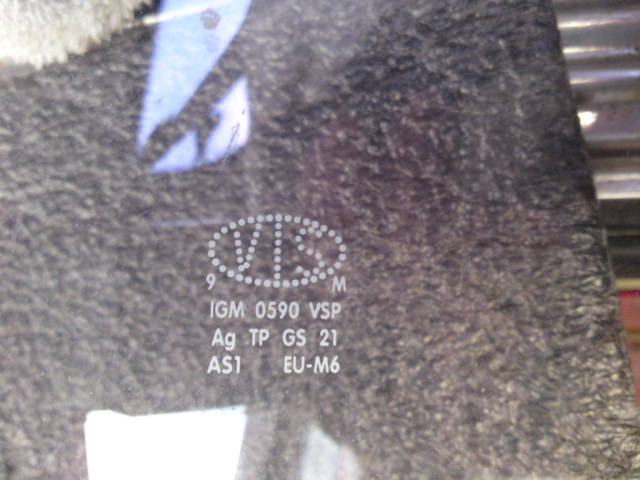 VIS
9 M
IGM 0590 VSP
Ag TP GS 21
AS1 EU-M6